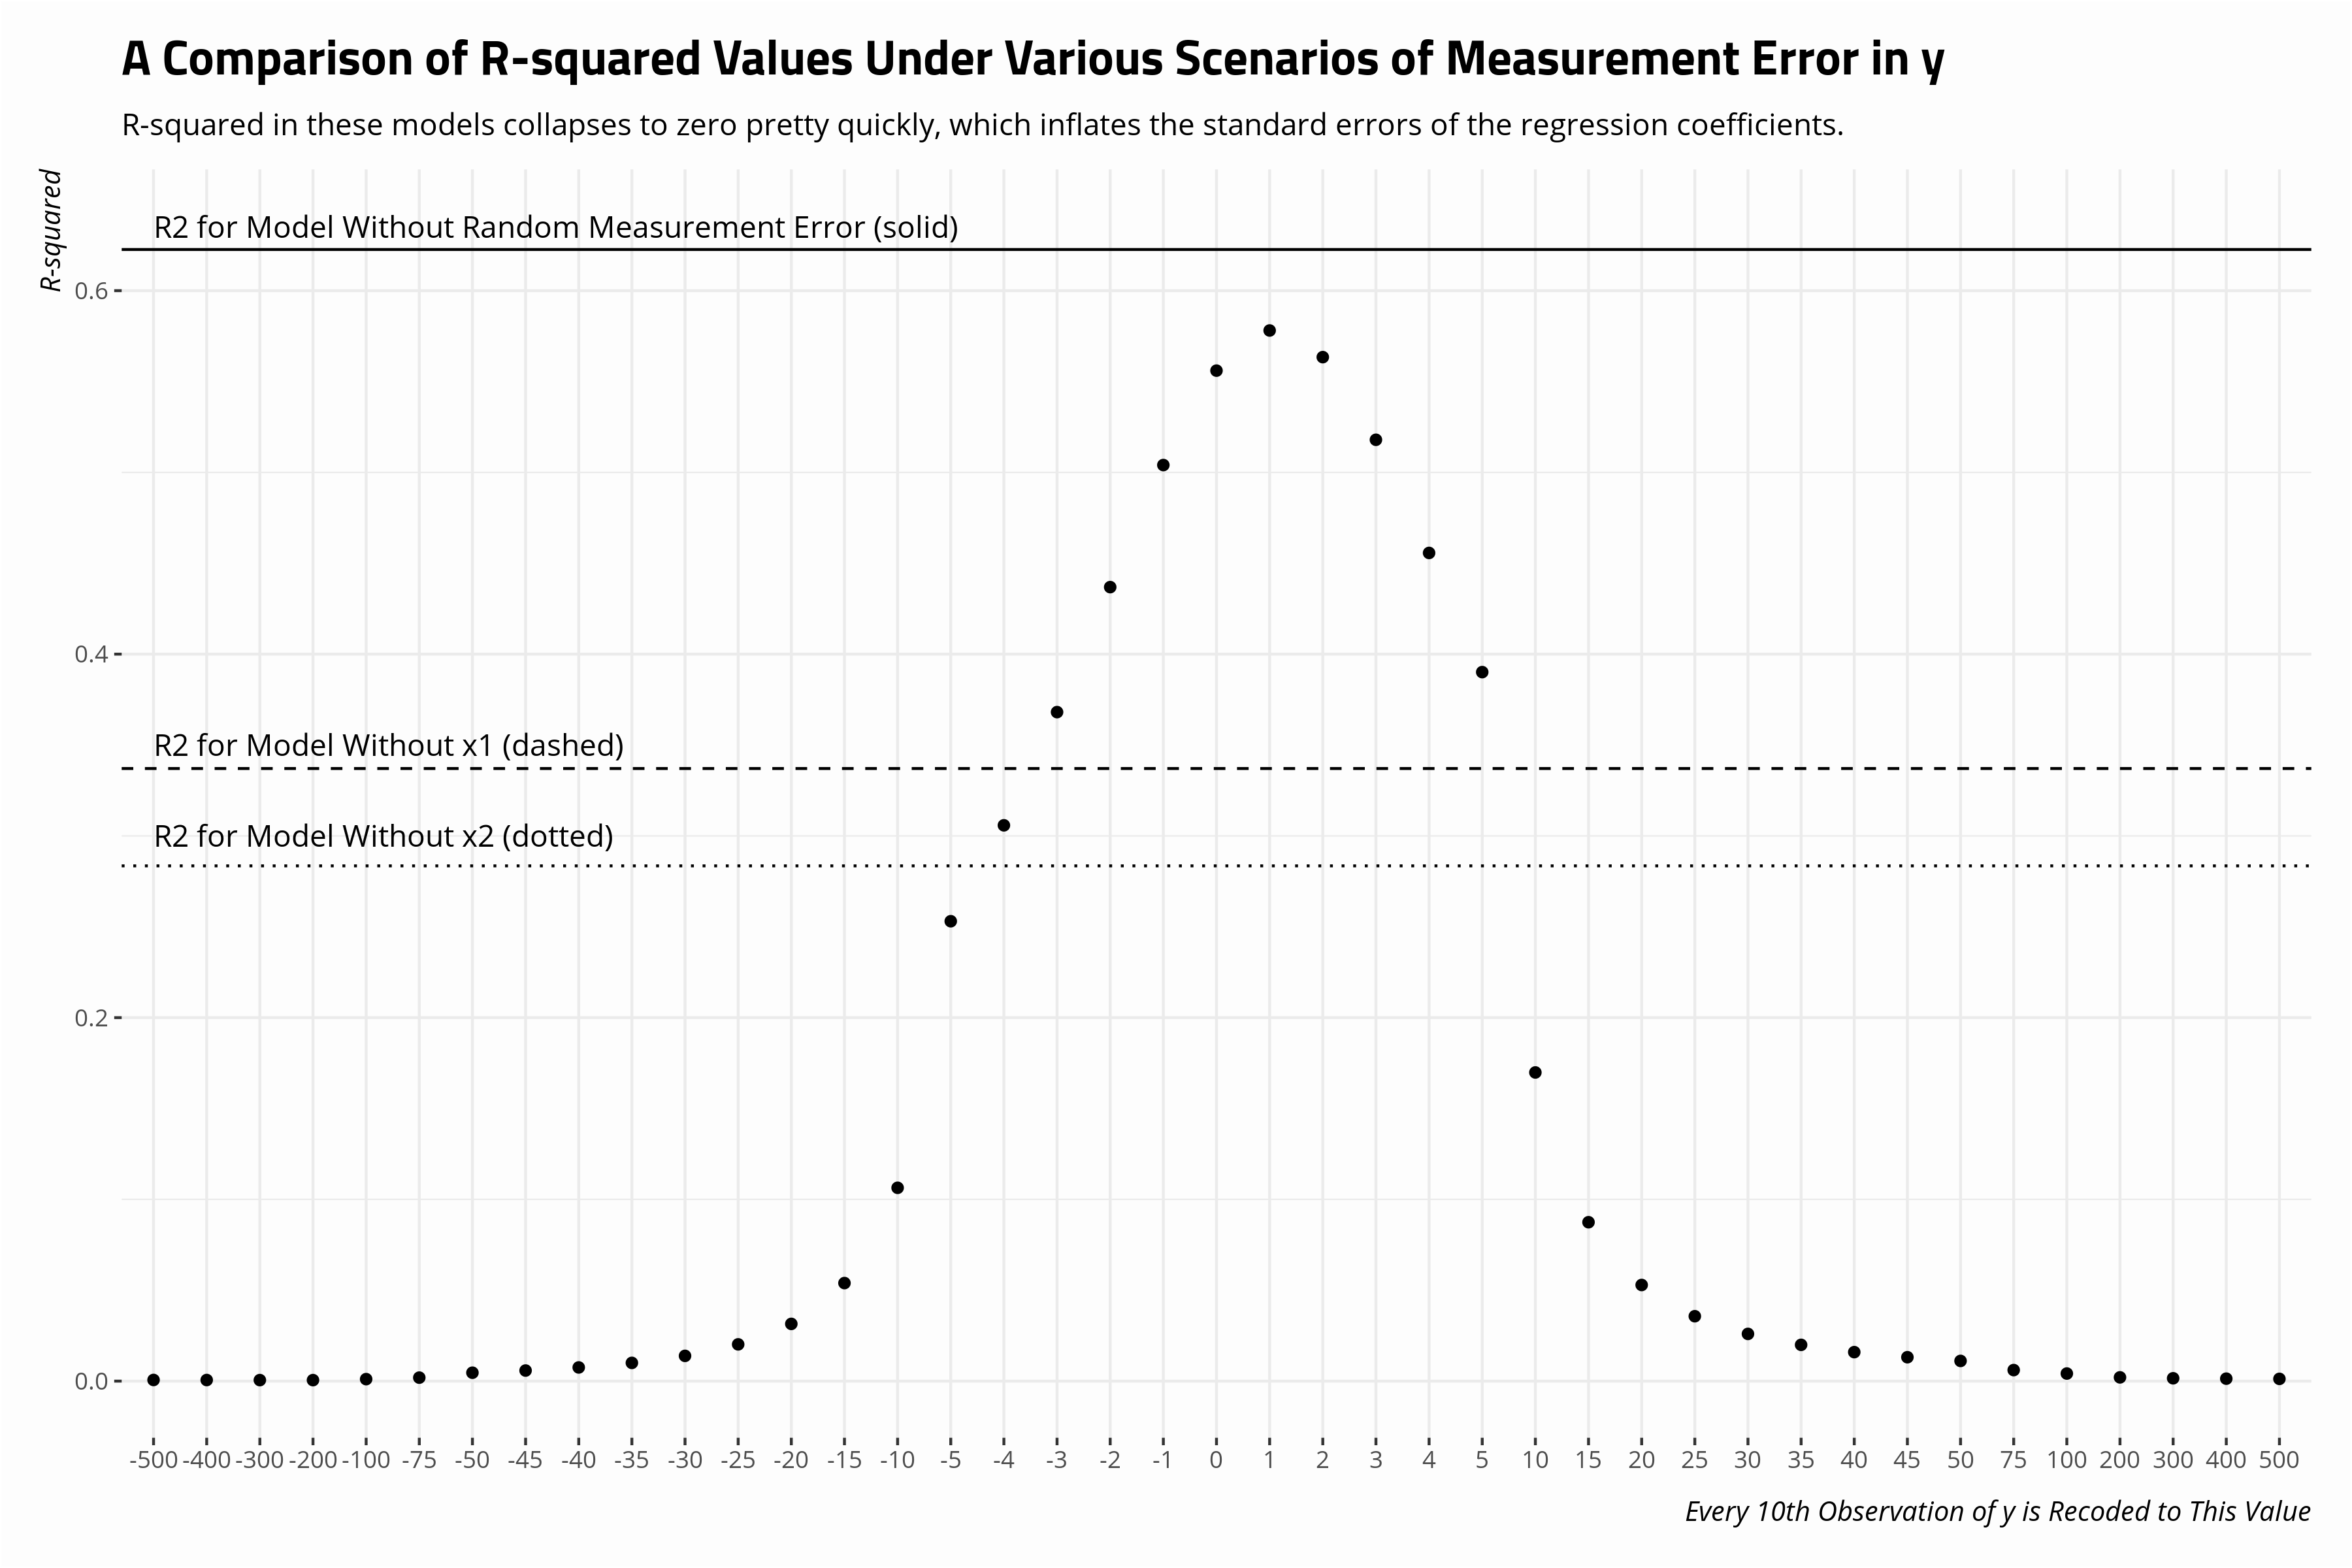 A Comparison of R-squared Values Under Various Scenarios of Measurement Error in y
R-squared in these models collapses to zero pretty quickly, which inflates the standard errors of the regression coefficients.
R-squared
R2 for Model Without Random Measurement Error (solid)
0.6
0.4
R2 for Model Without x1 (dashed)
R2 for Model Without x2 (dotted)
0.2
0.0
-500 -400 -300 -200 -100 -75 -50 -45 -40 -35 -30 -25 -20 -15 -10 -5 -4 -3 -2 -1 0 1 2 3 4 5 10 15 20 25 30 35 40 45 50 75 100 200 300 400 500
Every 10th Observation of y is Recoded to This Value